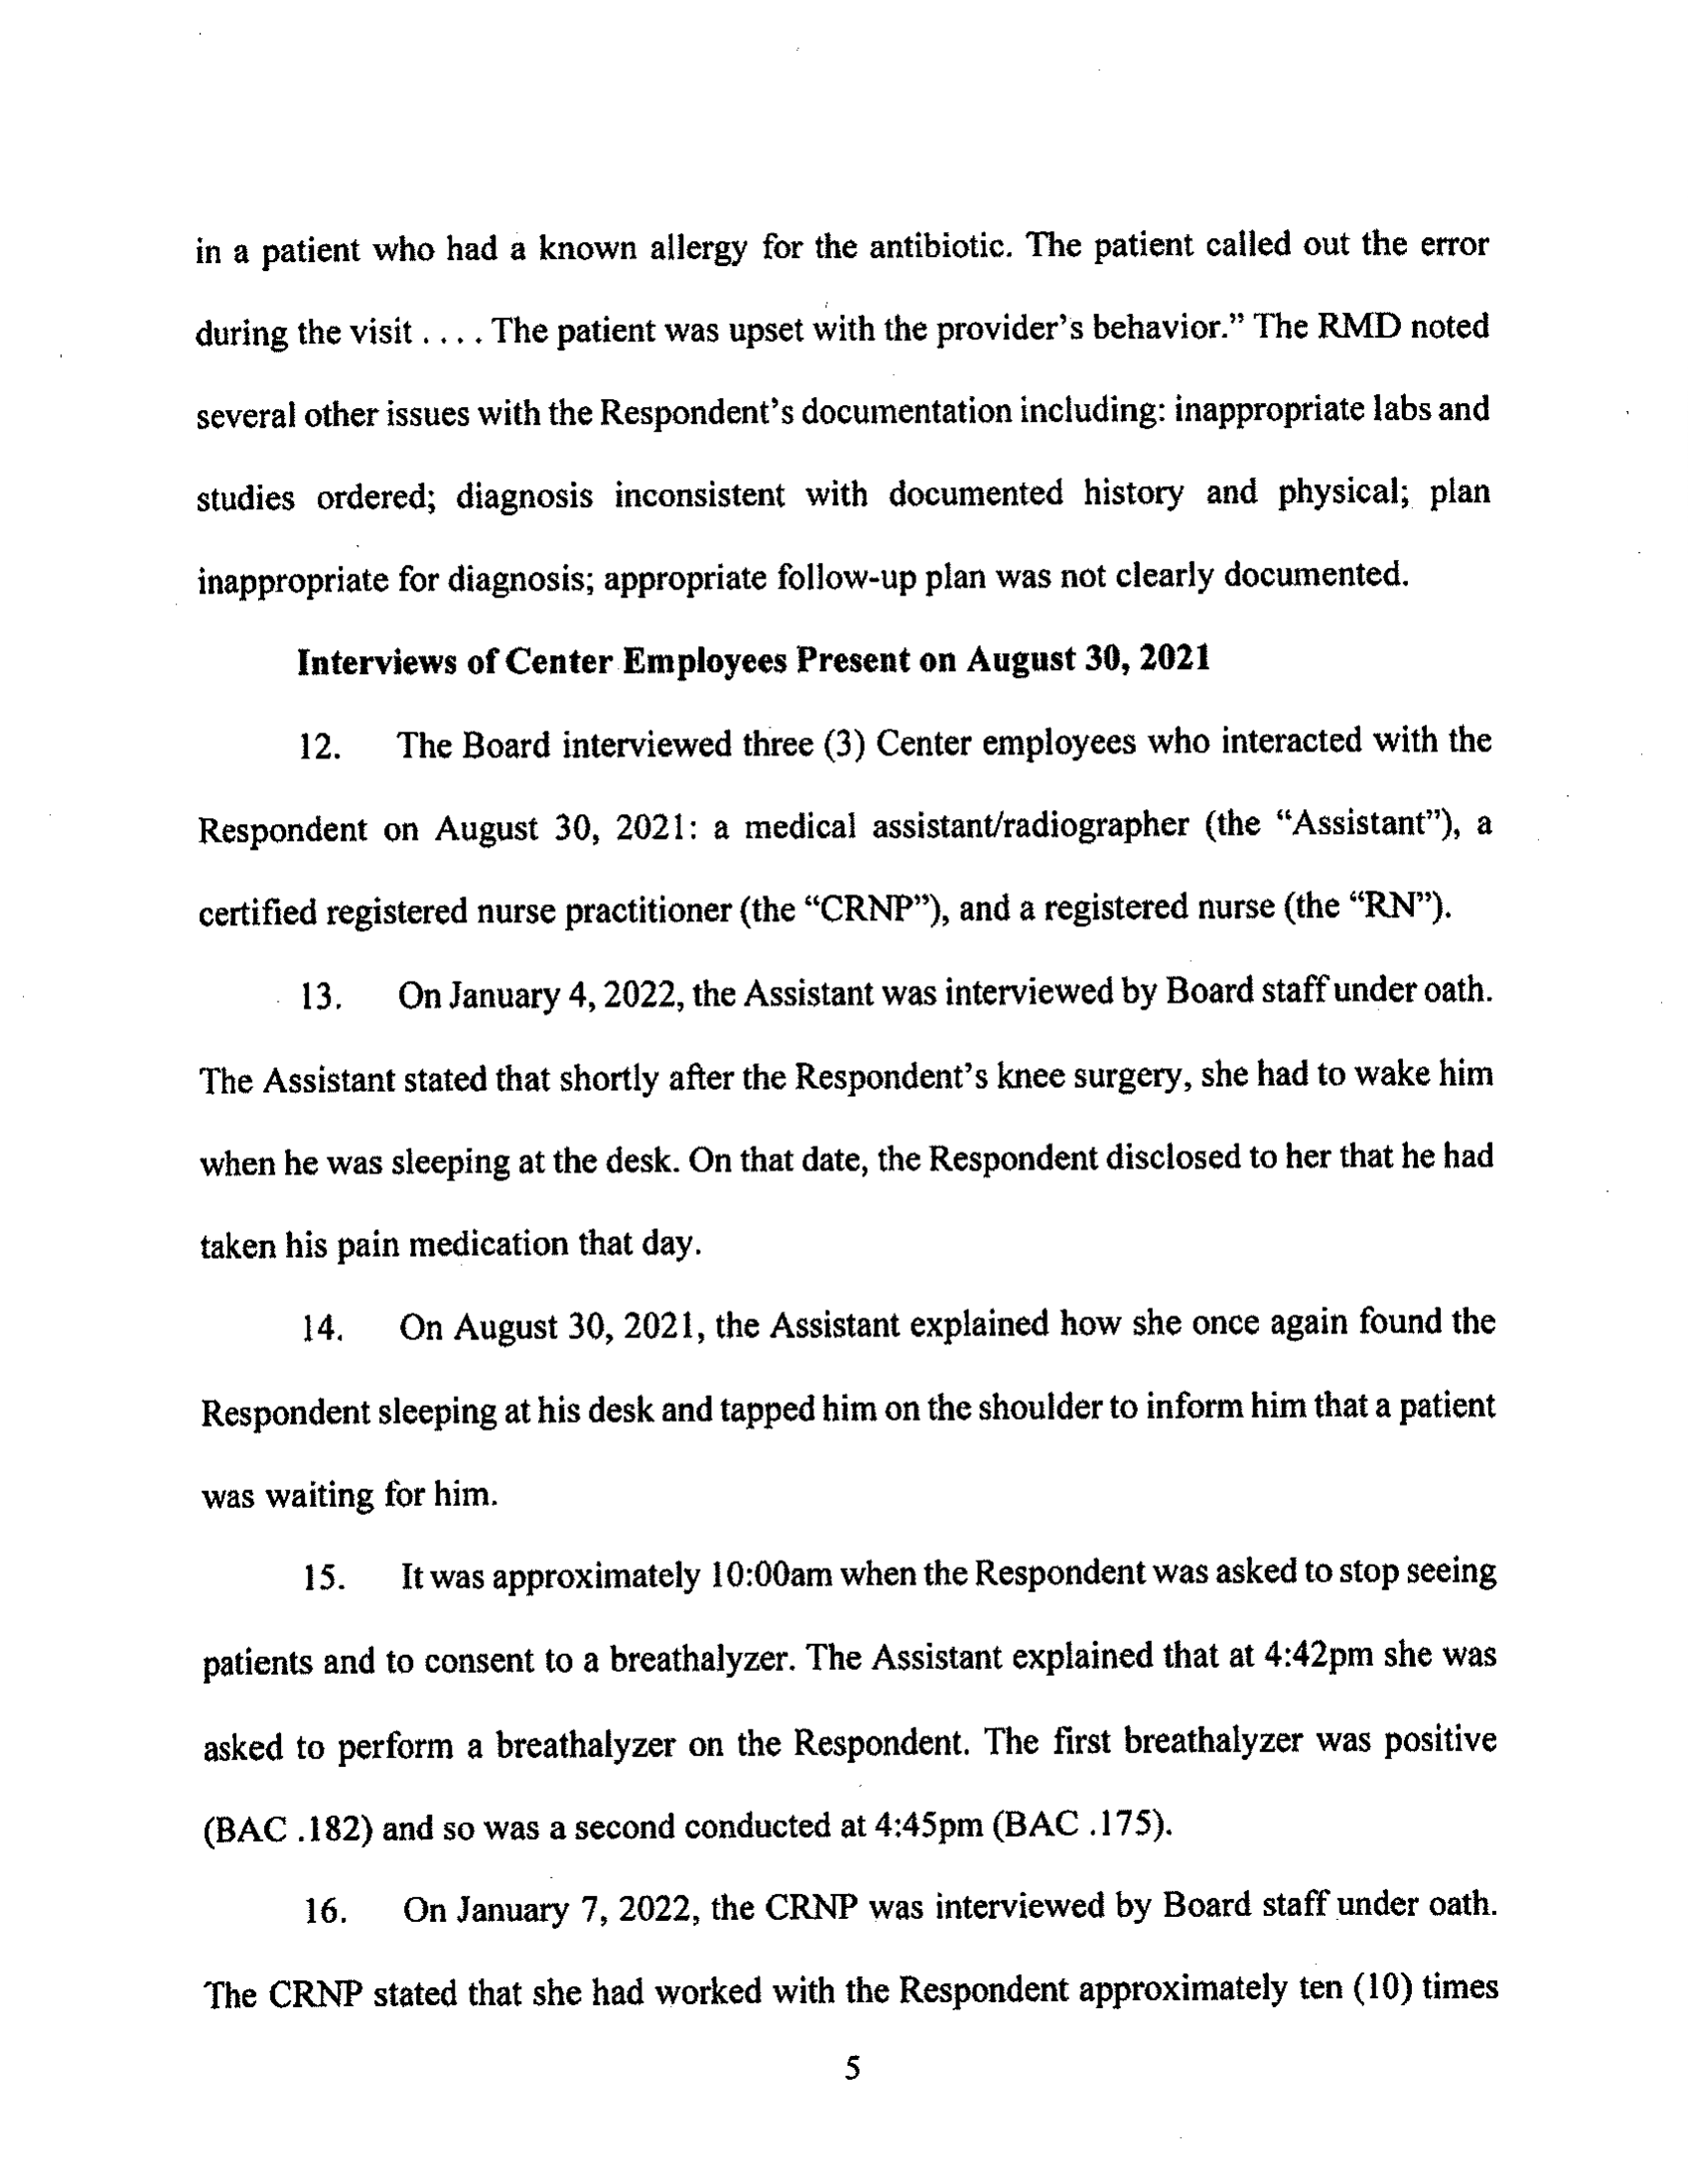 in a patient who had a known allergy for the antibiotic. The patient called out the error
during the visit . . . . The patient was upset with the provider's behavior.” The RMD noted
several other issues with the Respondent's documentation including: inappropriate labs and
studies ordered; diagnosis inconsistent with documented history and physical; plan
inappropriate for diagnosis; appropriate follow-up plan was not clearly documented.
Interviews of Center Employees Present on August 30, 2021
12. The Board interviewed three (3) Center employees who interacted with the
Respondent on August 30, 2021: a medical assistant/radiographer (the “Assistant”), a
certified registered nurse practitioner (the “CRNP”), and a registered nurse (the “RN”).
13. On January 4, 2022, the Assistant was interviewed by Board staff under oath.
The Assistant stated that shortly after the Respondent's knee surgery, she had to wake him
when he was sleeping at the desk. On that date, the Respondent disclosed to her that he had
taken his pain medication that day.
14. On August 30, 2021, the Assistant explained how she once again found the
Respondent sleeping at his desk and tapped him on the shoulder to inform him that a patient
was waiting for him.
15. It was approximately 10:00am when the Respondent was asked to stop seeing
patients and to consent to a breathalyzer. The Assistant explained that at 4:42pm she was
asked to perform a breathalyzer on the Respondent. The first breathalyzer was positive
(BAC .182) and so was a second conducted at 4:45pm (BAC .175).
16. On January 7, 2022, the CRNP was interviewed by Board staff under oath.
The CRNP stated that she had worked with the Respondent approximately ten (10) times
5